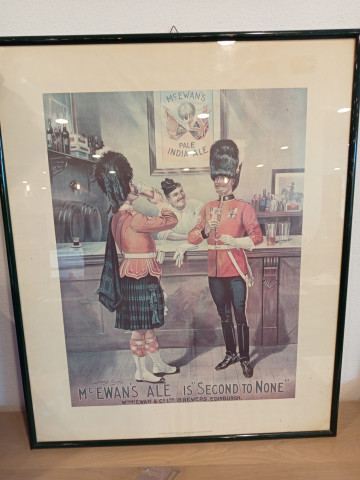 McEWAN'S
PALE
INDIA ALE
McEWAN'S ALE IS "SECOND TO NONE"
Wm McEWAN & Co Ltd BREWERS, EDINBURGH.